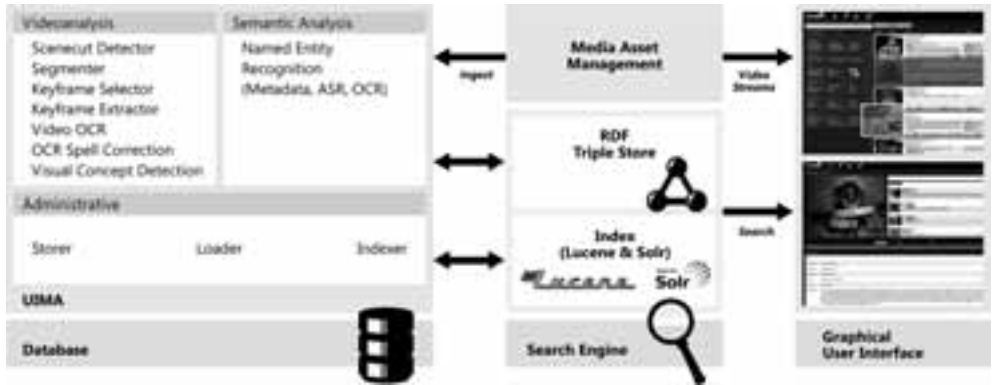 Videoanalysis
Scenecut Detector
Segmenter
Keyframe Selector
Keyframe Extractor
Video OCR
OCR Spell Correction
Visual Concept Detection
Semantic Analysis
Named Entity
Recognition
(Metadata, ASR, OCR)
Administrative
Storer Loader Indexer
UIMA
Database
Ingest
Media Asset
Management
RDF
Triple Store
Index
(Lucene & Solr)
Lucene
Solr
Search Engine
Video
Streams
Search
Graphical
User Interface